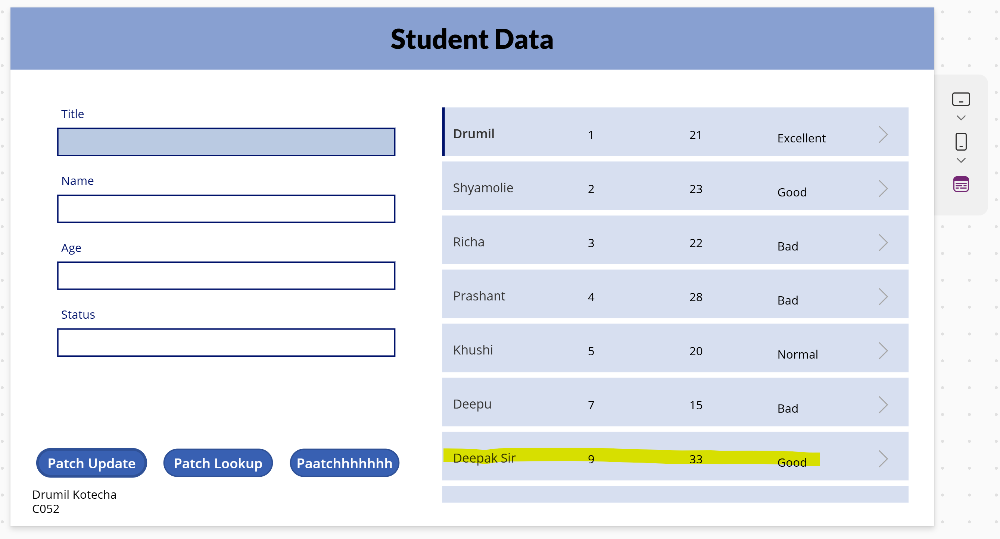 Student Data
Title
Name
Age
Status
Patch Update Patch Lookup Paatchhhhhhh
Drumil Kotecha
C052
Drumil 1 21 Excellent
Shyamolie 2 23 Good
Richa 3 22 Bad
Prashant 4 28 Bad
Khushi 5 20 Normal
Deepu 7 15 Bad
Deepak Sir 9 33 Good